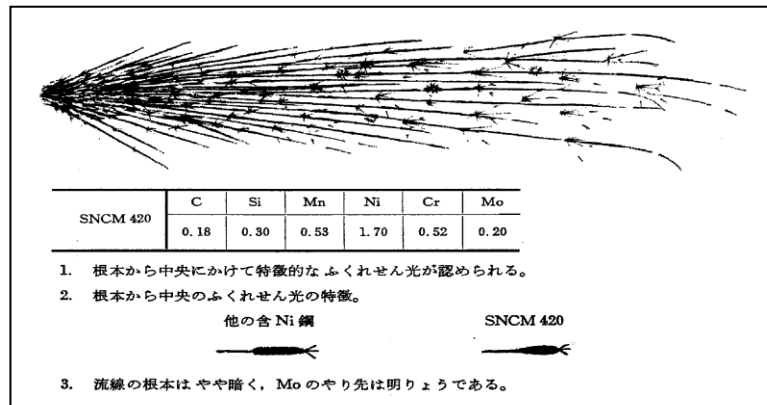 SNCM 420 C Si Mn Ni Cr Mo
0.18 0.30 0.53 1.70 0.52 0.20
1. 根本から中央にかけて特徴的なふくれせん光が認められる。
2. 根本から中央のふくれせん光の特徴。
他の含 Ni 鋼 SNCM 420
3. 流線の根本はやや暗く，Moのやり先は明りょうである。